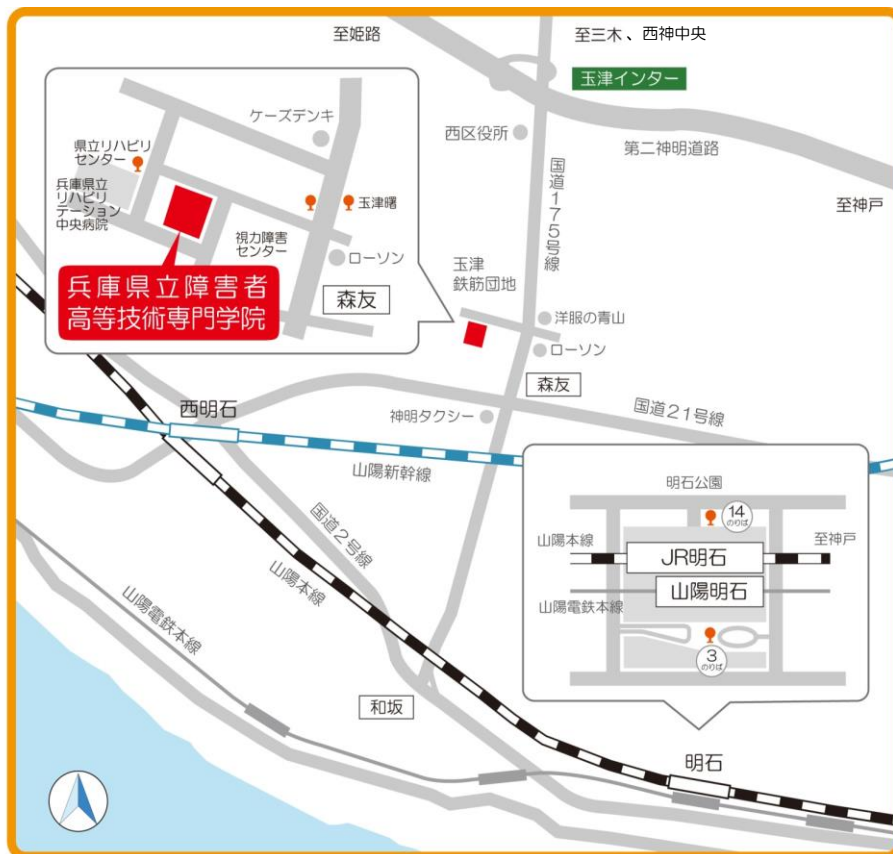 至姫路
至三木、西神中央
玉津インター
ケーズデンキ
西区役所
第二神明道路
国道175号線
県立リハビリ
センター
兵庫県立
リハビリ
テーション
中央病院
玉津曙
至神戸
視力障害
センター
ローソン
兵庫県立障害者
高等技術専門学院
森友
玉津
鉄筋団地
洋服の青山
ローソン
森友
西明石
神明タクシー
国道21号線
山陽新幹線
明石公園
14
のりば
国道2号線
山陽本線
至神戸
JR明石
山陽本線
山陽明石
山陽電鉄本線
山陽電鉄本線
3
のりば
和坂
明石